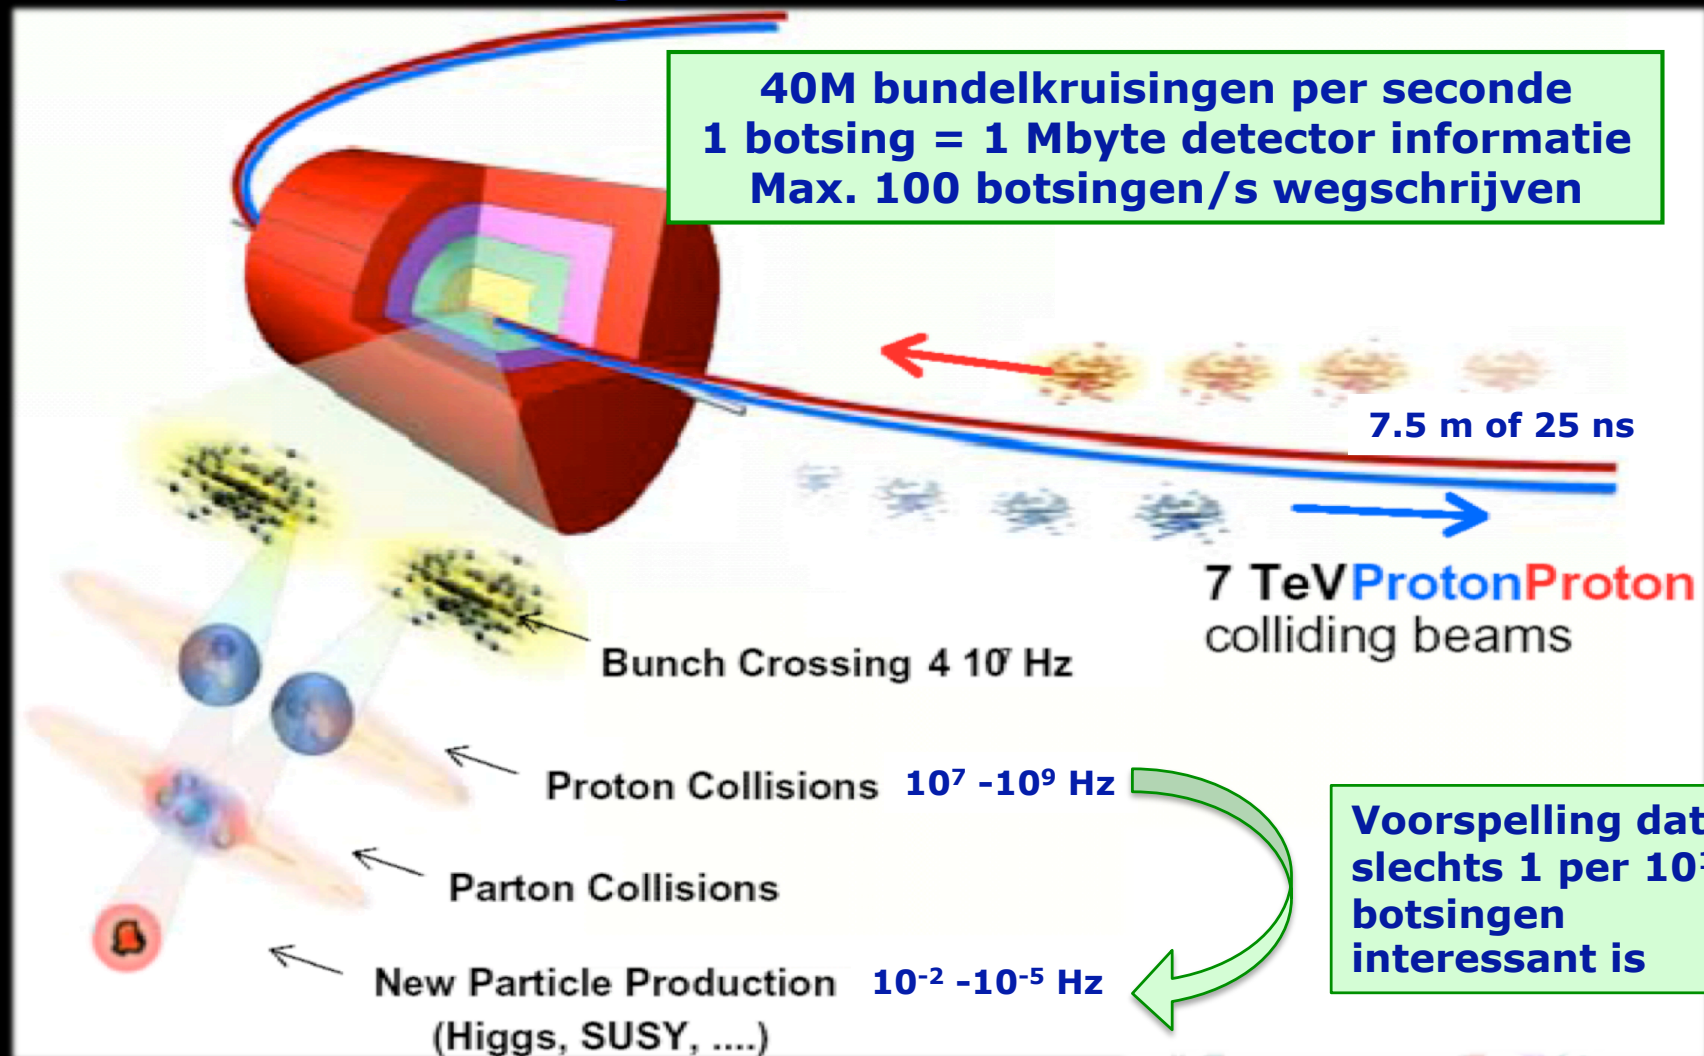 40M bundelkruisingen per seconde
1 botsing = 1 Mbyte detector informatie
Max. 100 botsingen/s wegschrijven
7.5 m of 25 ns
7 TeV ProtonProton
colliding beams
Bunch Crossing 4 10⁷ Hz
Proton Collisions 10⁷ -10⁹ Hz
Parton Collisions
New Particle Production 10⁻² -10⁻⁵ Hz
(Higgs, SUSY, ....)
Voorspelling dat
slechts 1 per
botsingen
interessant is